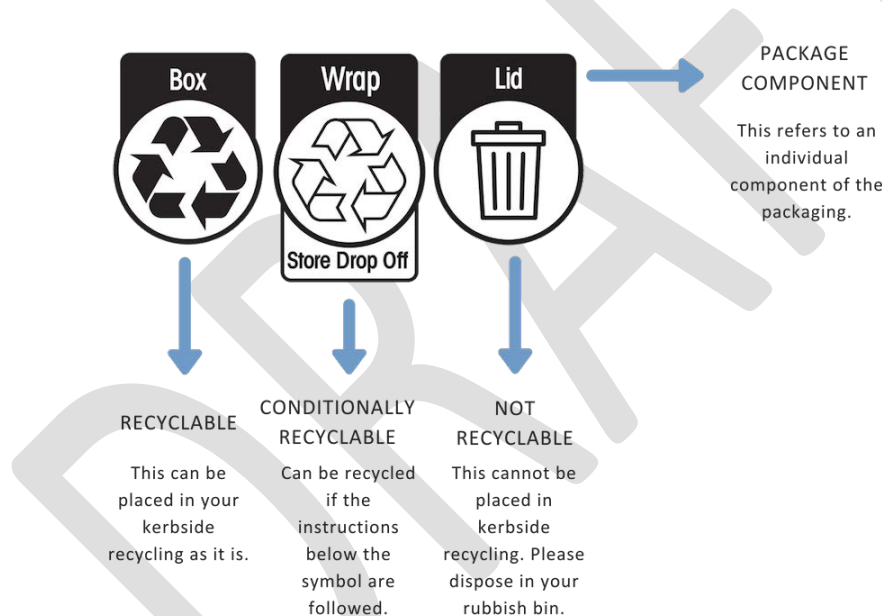 Box
Wrap
Lid
Store Drop Off
PACKAGE
COMPONENT
This refers to an
individual
component of the
packaging.
RECYCLABLE
This can be
placed in your
kerbside
recycling as it is.
CONDITIONALLY
RECYCLABLE
Can be recycled
if the
instructions
below the
symbol are
followed.
NOT
RECYCLABLE
This cannot be
placed in
kerbside
recycling. Please
dispose in your
rubbish bin.
DRAF